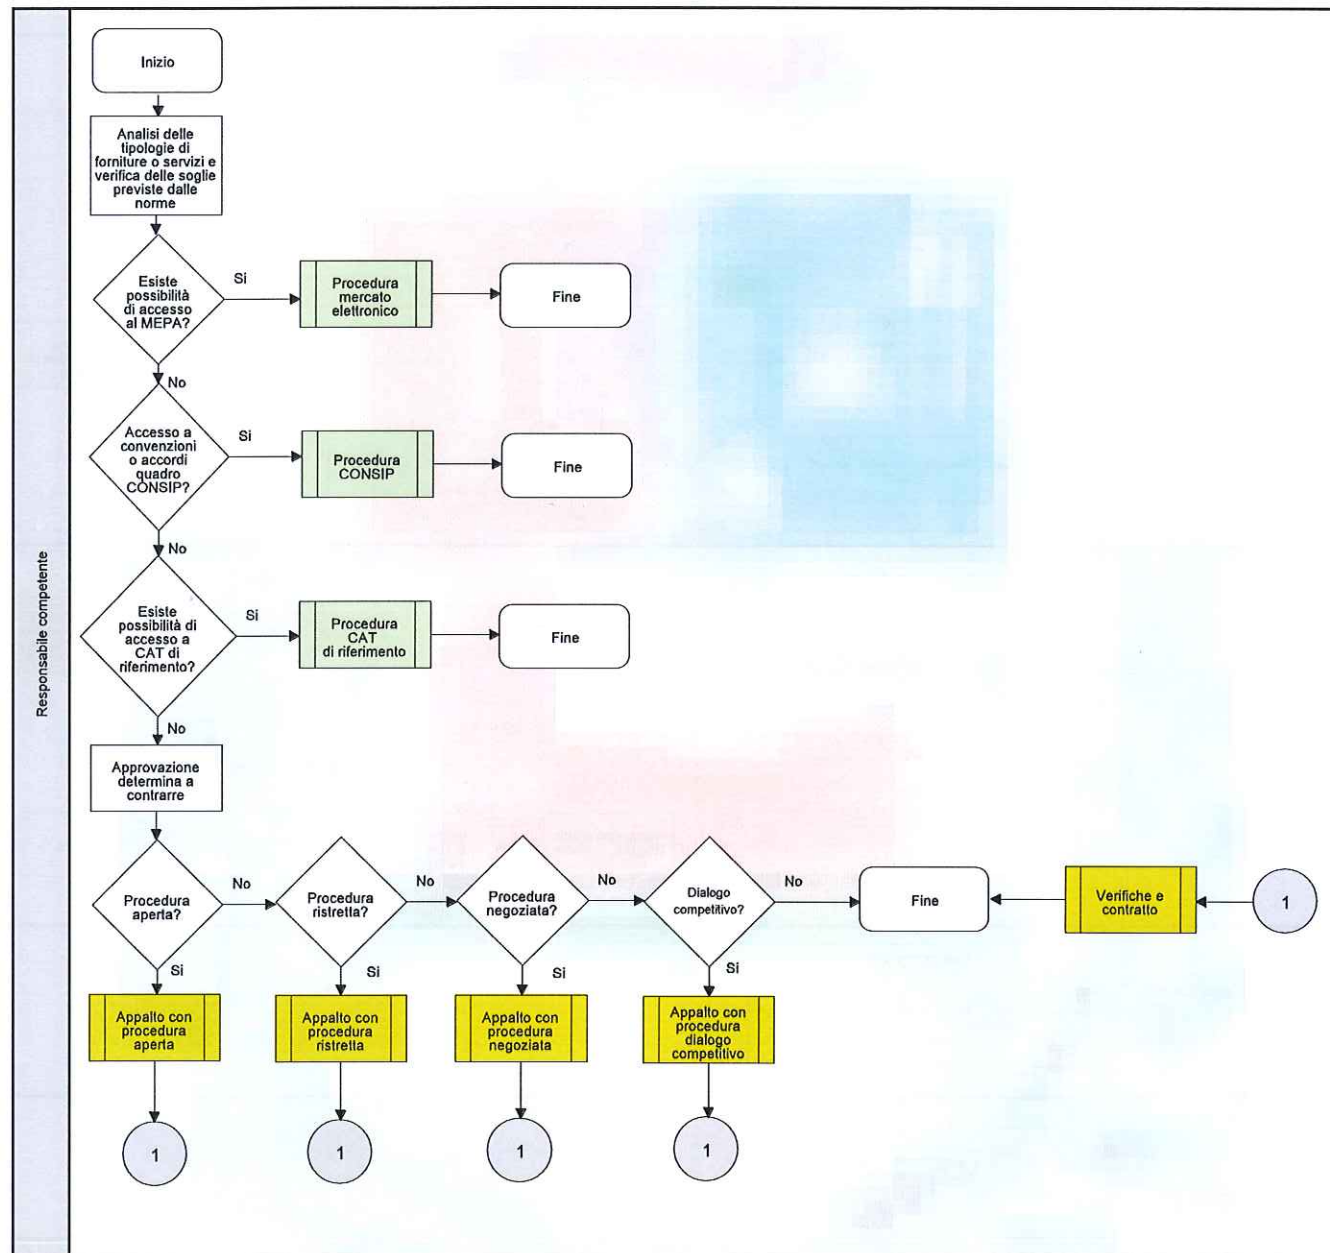 Responsabile competente
Inizio
Analisi delle
tipologie di
forniture o servizi e
verifica delle soglie
previste dalle
norme
Esiste
possibilità
di accesso
al MEPA?
Si
Procedura
mercato
elettronico
Fine
No
Accesso a
convenzioni
o accordi
quadro
CONSIP?
Si
Procedura
CONSIP
Fine
No
Esiste
possibilità di
accesso a
CAT di
riferimento?
Si
Procedura
CAT
di riferimento
Fine
No
Approvazione
determina a
contrarre
Procedura
aperta?
No
Procedura
ristretta?
No
Procedura
negoziata?
No
Dialogo
competitivo?
No
Fine
Verifiche e
contratto
1
Si
Si
Si
Si
Appalto con
procedura
aperta
Appalto con
procedura
ristretta
Appalto con
procedura
negoziata
Appalto con
procedura
dialogo
competitivo
1
1
1
1